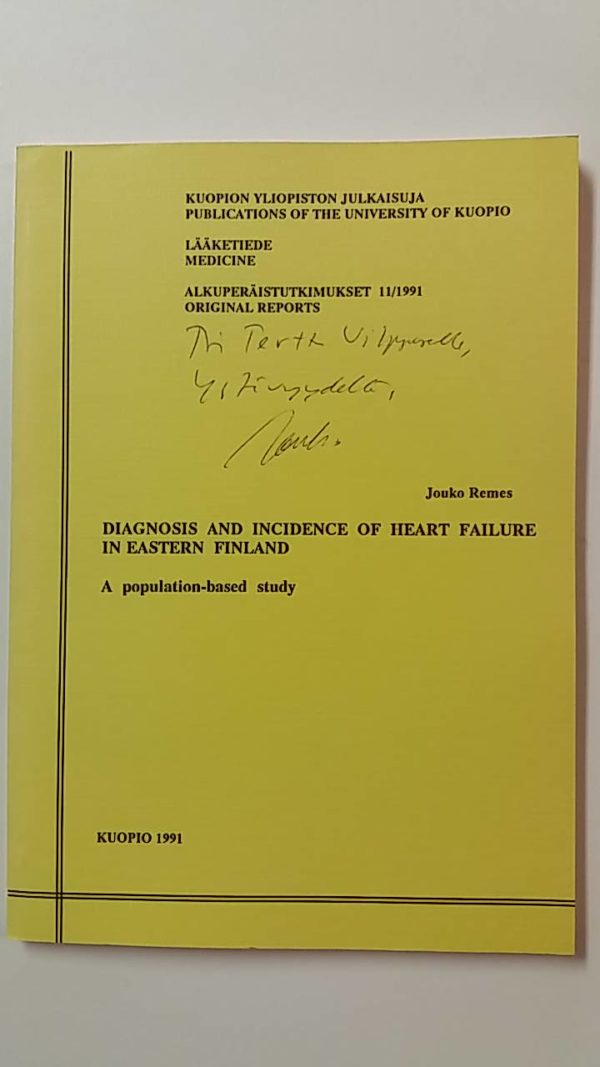 KUOPION YLIOPISTON JULKAISUJA
PUBLICATIONS OF THE UNIVERSITY OF KUOPIO
LÄÄKETIEDE
MEDICINE
ALKUPERÄISTUTKIMUKSET 11/1991
ORIGINAL REPORTS
Tri
Jouko Remes
DIAGNOSIS AND INCIDENCE OF HEART FAILURE
IN EASTERN FINLAND
A population-based study
KUOPIO 1991